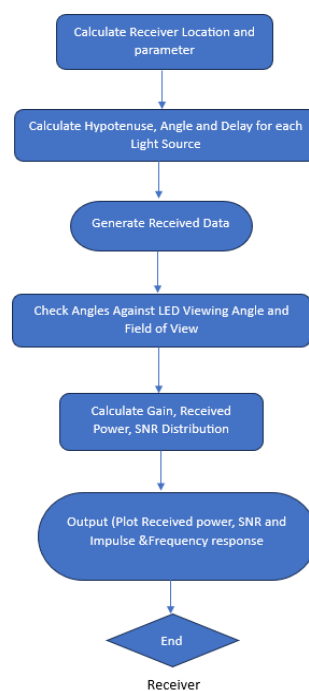 Calculate Receiver Location and
parameter
Calculate Hypotenuse, Angle and Delay for each
Light Source
Generate Received Data
Check Angles Against LED Viewing Angle and
Field of View
Calculate Gain, Received
Power, SNR Distribution
Output (Plot Received power, SNR and
Impulse &Frequency response
End
Receiver